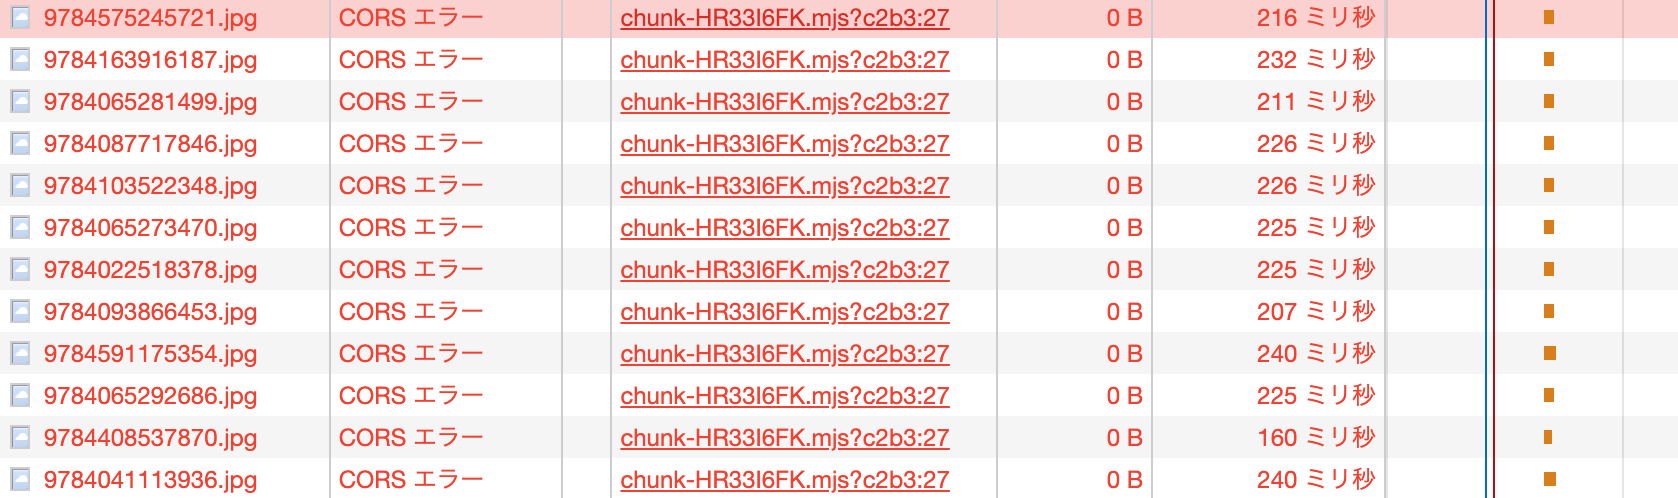 9784575245721.jpg CORS エラー chunk-HR33I6FK.mjs?c2b3:27 0 B 216 ミリ秒
9784163916187.jpg CORS エラー chunk-HR33I6FK.mjs?c2b3:27 0 B 232 ミリ秒
9784065281499.jpg CORS エラー chunk-HR33I6FK.mjs?c2b3:27 0 B 211 ミリ秒
9784087717846.jpg CORS エラー chunk-HR33I6FK.mjs?c2b3:27 0 B 226 ミリ秒
9784103522348.jpg CORS エラー chunk-HR33I6FK.mjs?c2b3:27 0 B 226 ミリ秒
9784065273470.jpg CORS エラー chunk-HR33I6FK.mjs?c2b3:27 0 B 225 ミリ秒
9784022518378.jpg CORS エラー chunk-HR33I6FK.mjs?c2b3:27 0 B 225 ミリ秒
9784093866453.jpg CORS エラー chunk-HR33I6FK.mjs?c2b3:27 0 B 207 ミリ秒
9784591175354.jpg CORS エラー chunk-HR33I6FK.mjs?c2b3:27 0 B 240 ミリ秒
9784065292686.jpg CORS エラー chunk-HR33I6FK.mjs?c2b3:27 0 B 225 ミリ秒
9784408537870.jpg CORS エラー chunk-HR33I6FK.mjs?c2b3:27 0 B 160 ミリ秒
9784041113936.jpg CORS エラー chunk-HR33I6FK.mjs?c2b3:27 0 B 240 ミリ秒